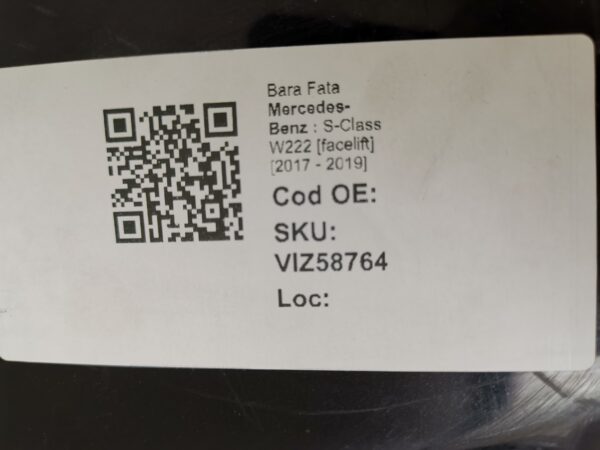 Bara Fata
Mercedes-
Benz : S-Class
W222 [facelift]
[2017 - 2019]
Cod OE:
SKU:
VIZ58764
Loc: